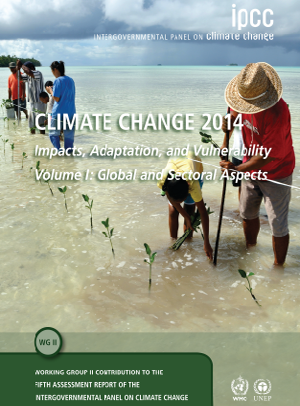 ipcc
INTERGOVERNMENTAL PANEL ON climate change
CLIMATE CHANGE 2014
Impacts, Adaptation, and Vulnerability
Volume I: Global and Sectoral Aspects
WG II
WORKING GROUP II CONTRIBUTION TO THE
FIFTH ASSESSMENT REPORT OF THE
INTERGOVERNMENTAL PANEL ON CLIMATE CHANGE
WMO
UNEP